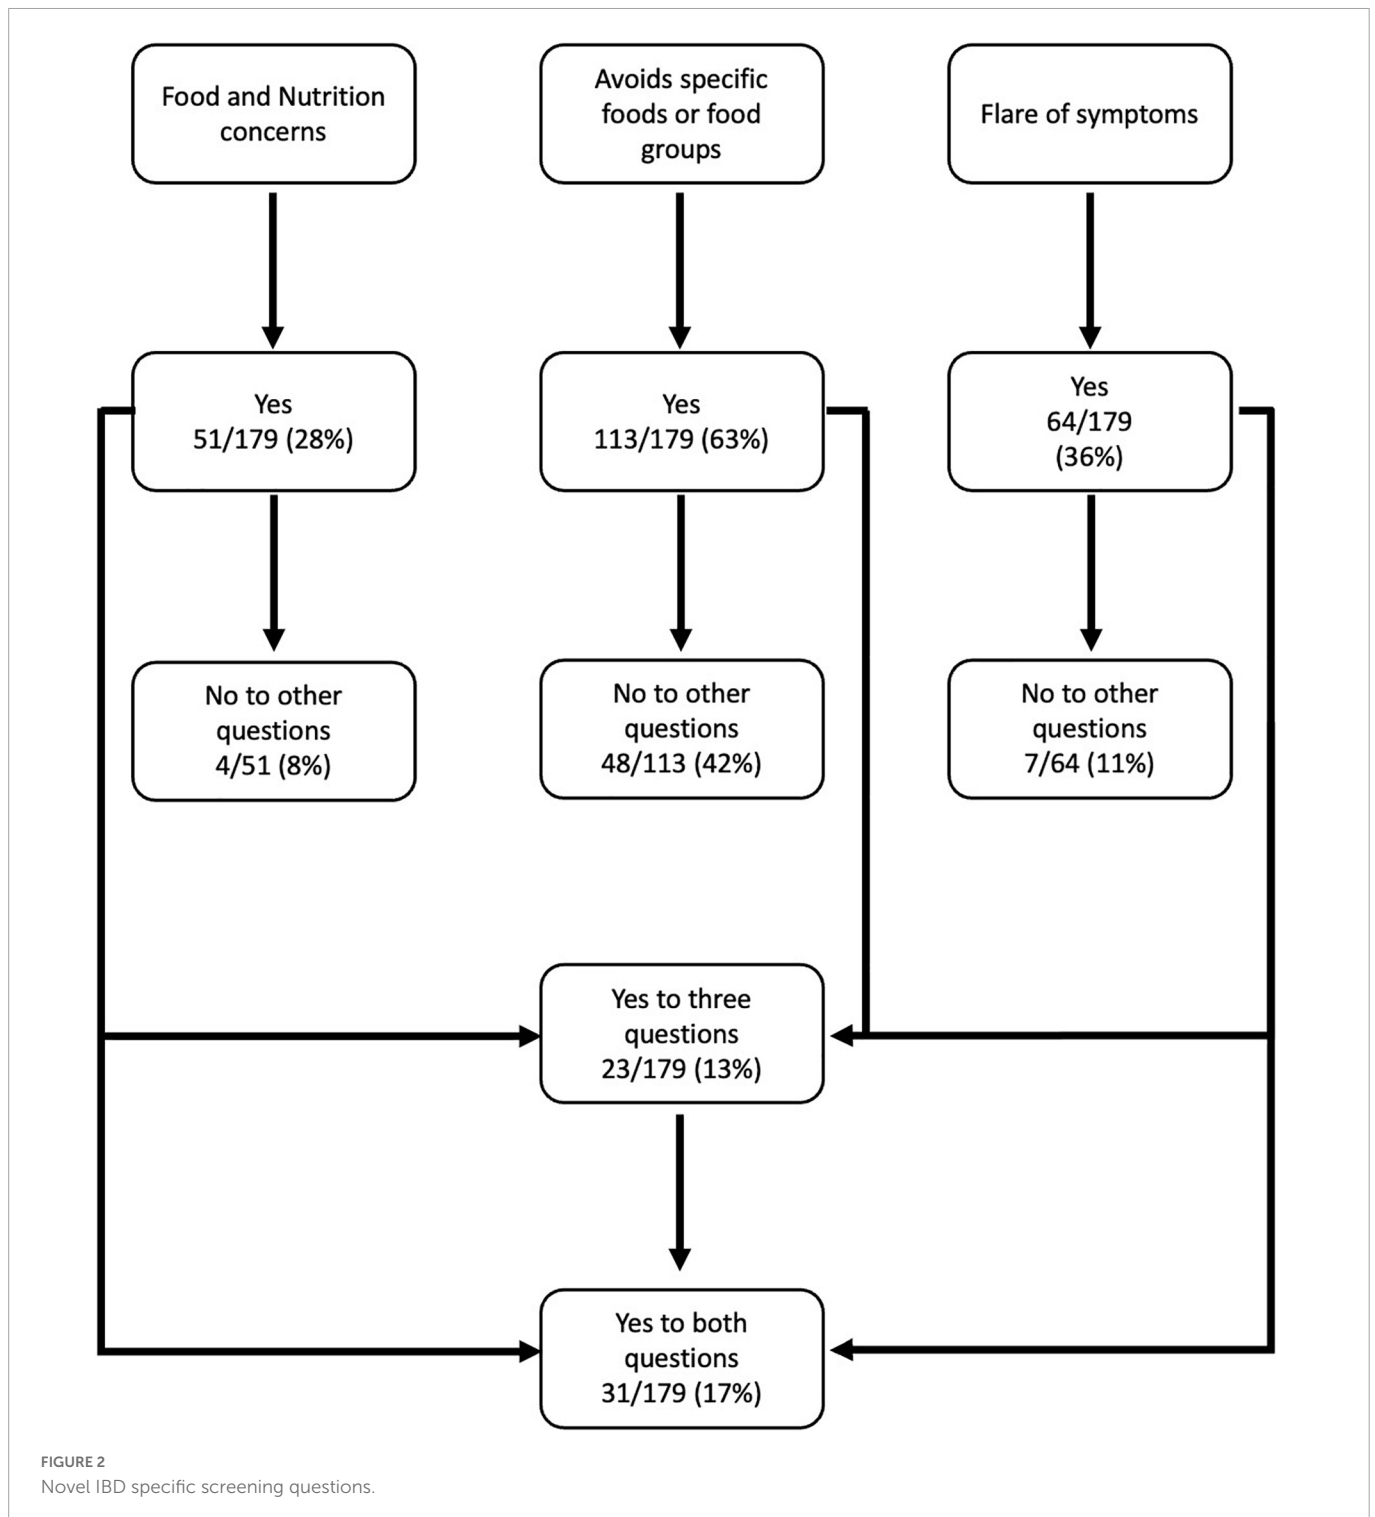 Food and Nutrition
concerns
Avoids specific
foods or food
groups
Flare of symptoms
Yes
51/179 (28%)
Yes
113/179 (63%)
Yes
64/179
(36%)
No to other
questions
4/51 (8%)
No to other
questions
48/113 (42%)
No to other
questions
7/64 (11%)
Yes to three
questions
23/179 (13%)
Yes to both
questions
31/179 (17%)
FIGURE 2
Novel IBD specific screening questions.